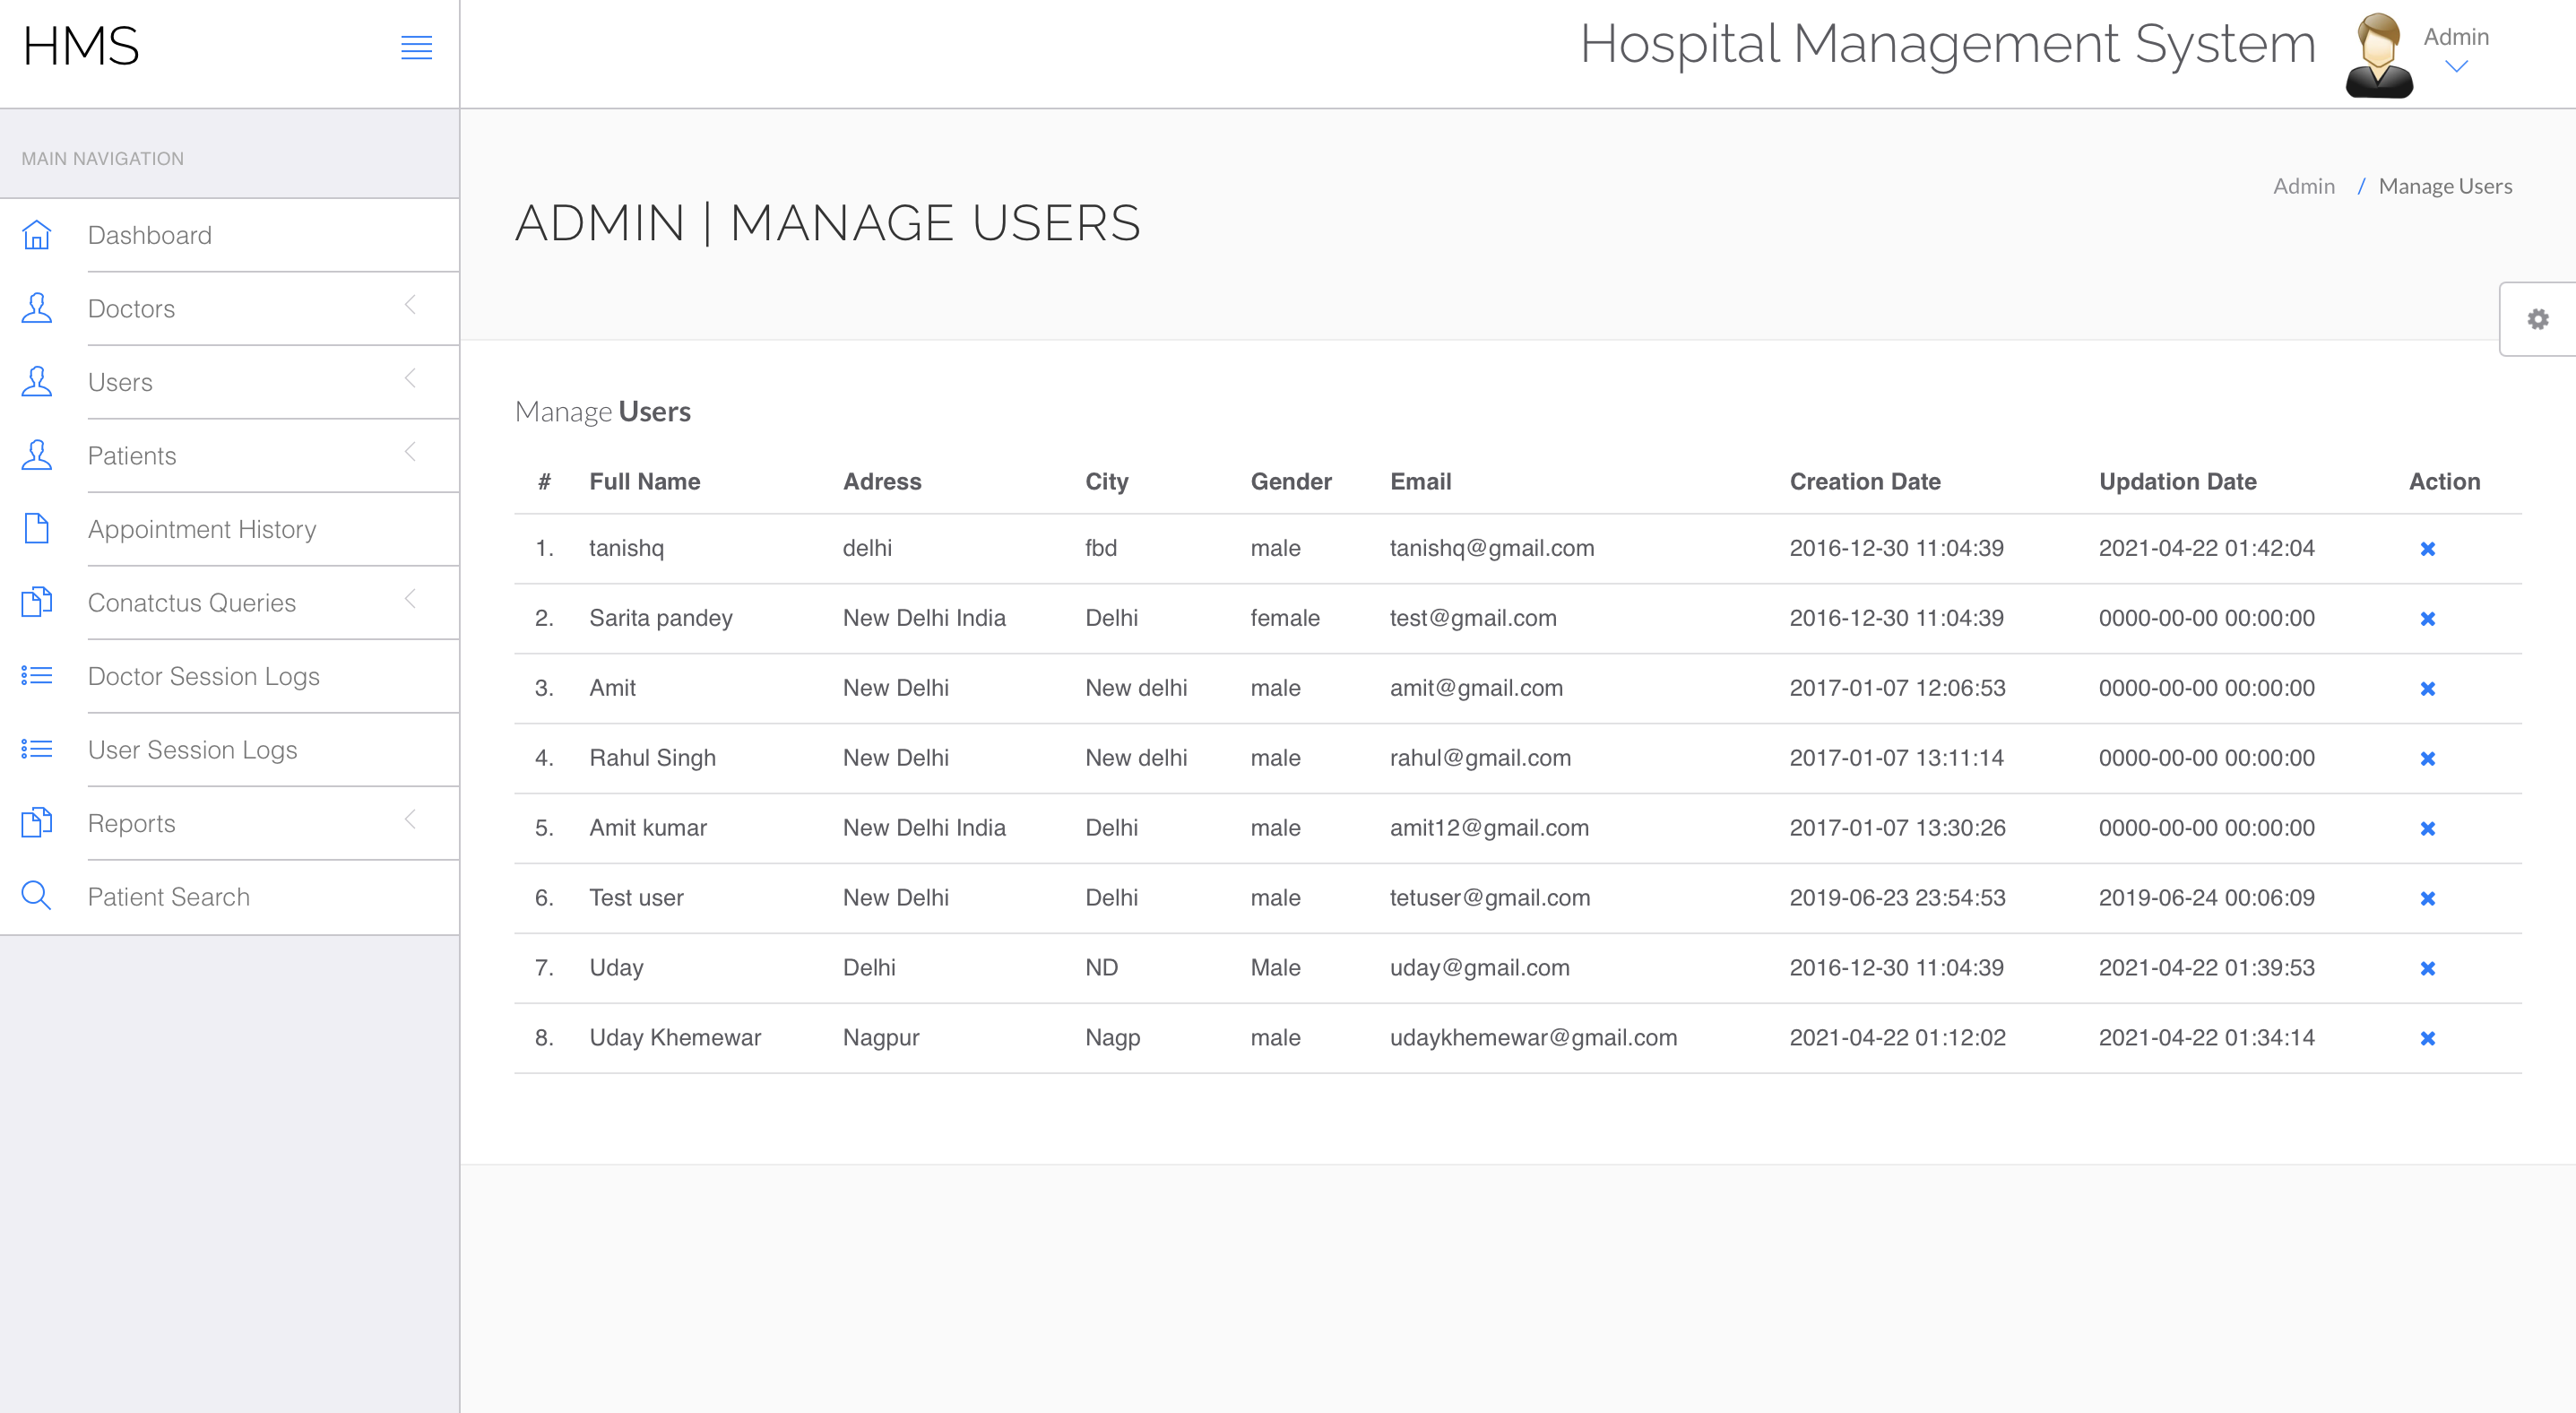 HMS
Hospital Management System
Admin
MAIN NAVIGATION
Dashboard
Doctors
Users
Patients
Appointment History
Conatctus Queries
Doctor Session Logs
User Session Logs
Reports
Patient Search
ADMIN | MANAGE USERS
Admin / Manage Users
Manage Users
# Full Name Adress City Gender Email Creation Date Updation Date Action
1. tanishq delhi fbd male tanishq@gmail.com 2016-12-30 11:04:39 2021-04-22 01:42:04
2. Sarita pandey New Delhi India Delhi female test@gmail.com 2016-12-30 11:04:39 0000-00-00 00:00:00
3. Amit New Delhi New delhi male amit@gmail.com 2017-01-07 12:06:53 0000-00-00 00:00:00
4. Rahul Singh New Delhi New delhi male rahul@gmail.com 2017-01-07 13:11:14 0000-00-00 00:00:00
5. Amit kumar New Delhi India Delhi male amit12@gmail.com 2017-01-07 13:30:26 0000-00-00 00:00:00
6. Test user New Delhi Delhi male tetuser@gmail.com 2019-06-23 23:54:53 2019-06-24 00:06:09
7. Uday Delhi ND Male uday@gmail.com 2016-12-30 11:04:39 2021-04-22 01:39:53
8. Uday Khemewar Nagpur Nagp male udaykhemewar@gmail.com 2021-04-22 01:12:02 2021-04-22 01:34:14